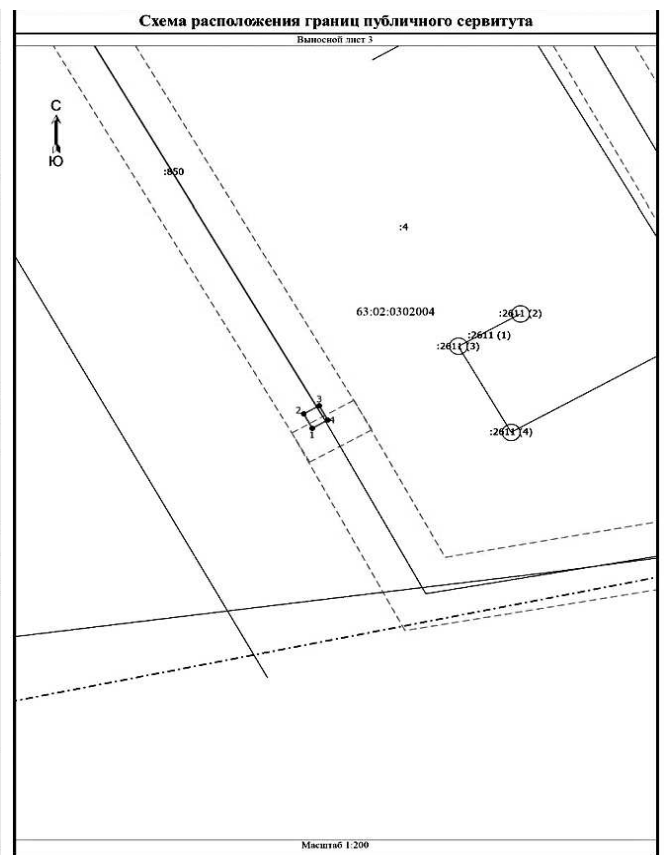 Схема расположения границ публичного сервитута
Выносной лист 3
С
Ю
:850
:4
63:02:0302004
:2611 (2)
:2611 (1)
:2611 (3)
3
2
4
1
:2611 (4)
Масштаб 1:200